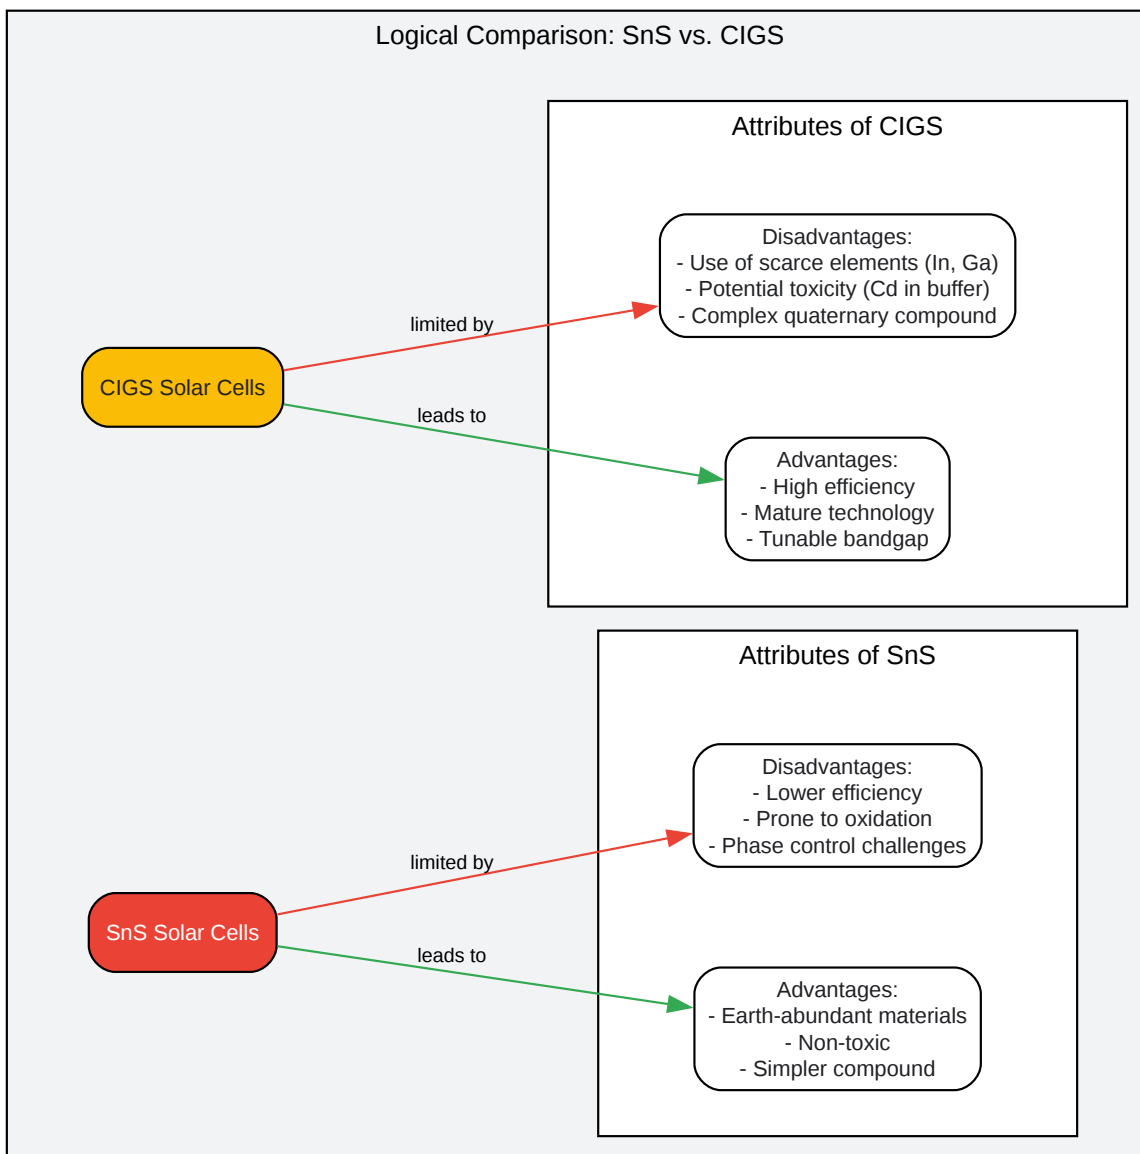 Logical Comparison: SnS vs. CIGS
Attributes of CIGS
Disadvantages:
- Use of scarce elements (In, Ga)
- Potential toxicity (Cd in buffer)
- Complex quaternary compound
limited by
CIGS Solar Cells
leads to
Advantages:
- High efficiency
- Mature technology
- Tunable bandgap
Attributes of SnS
Disadvantages:
- Lower efficiency
- Prone to oxidation
- Phase control challenges
limited by
SnS Solar Cells
leads to
Advantages:
- Earth-abundant materials
- Non-toxic
- Simpler compound